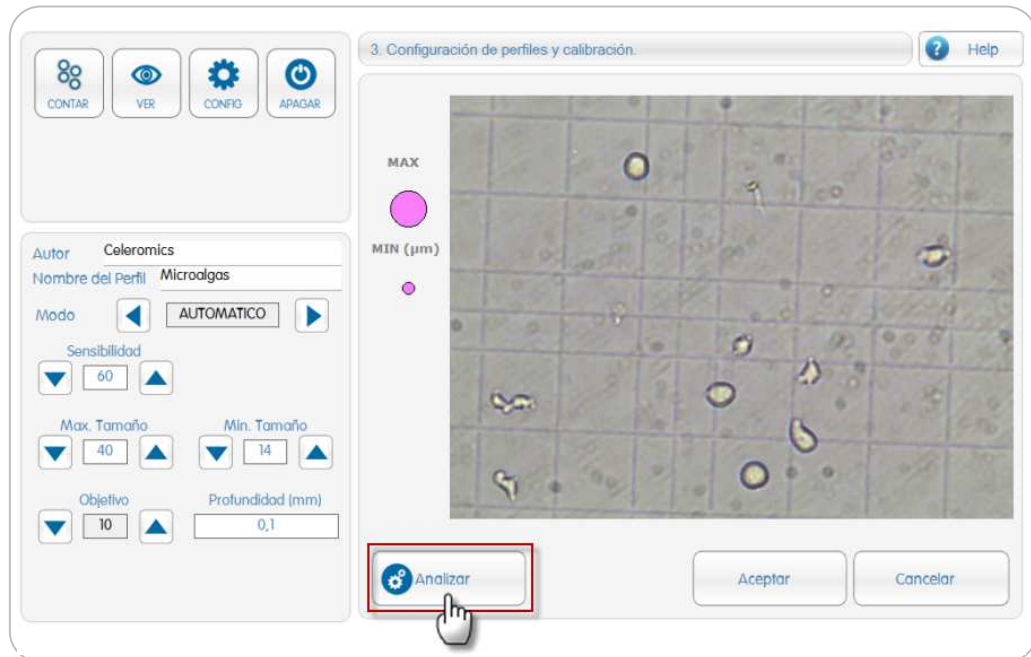 3. Configuración de perfiles y calibración.
Help
CONTAR
VER
CONFIG
APAGAR
MAX
MIN (µm)
Autor Celeromics
Nombre del Perfil Microalgas
Modo AUTOMATICO
Sensibilidad
60
Max. Tamaño Min. Tamaño
40 14
Objetivo Profundidad (mm)
10 0,1
Analizar
Aceptar
Cancelar